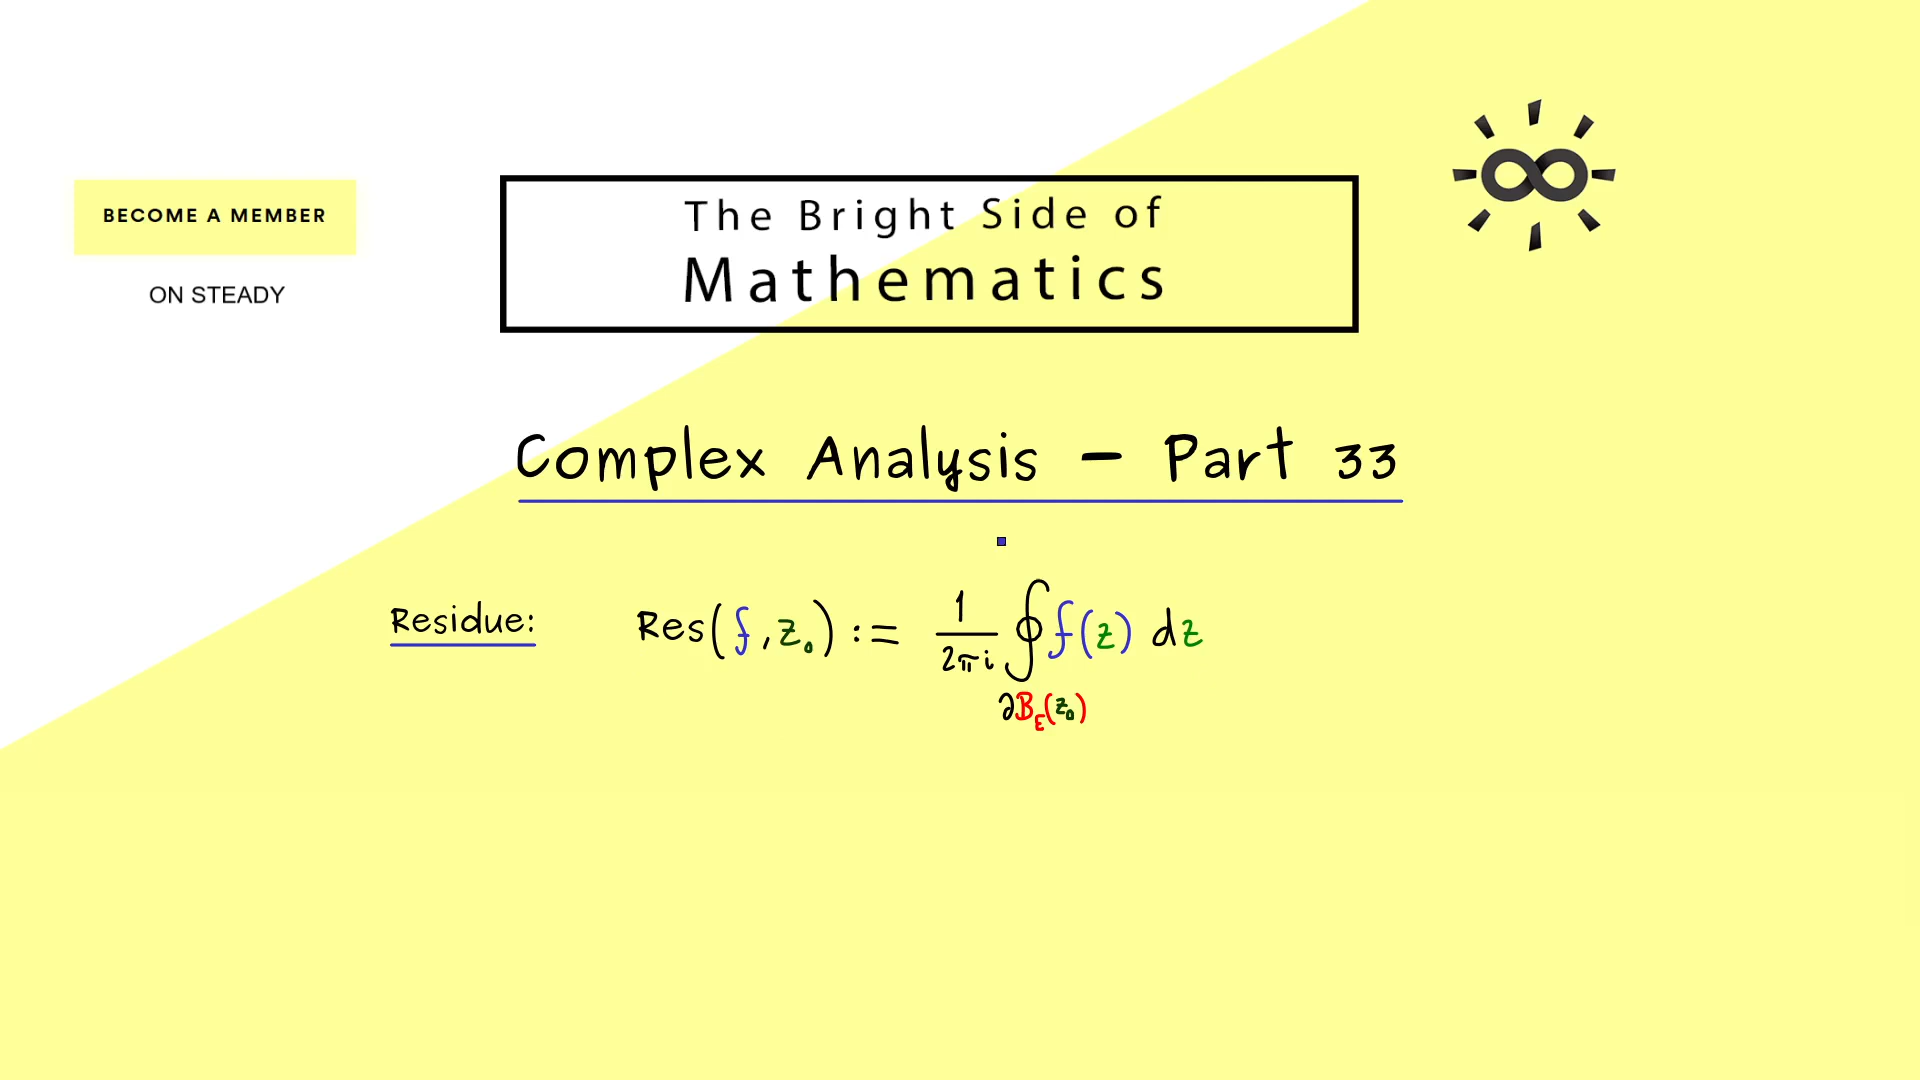 BECOME A MEMBER
ON STEADY
The Bright Side of
Mathematics
Complex Analysis – Part 33
Residue: Res(f, z₀) := 1/2πi ∮ f(z) dz
∂Bε(z₀)